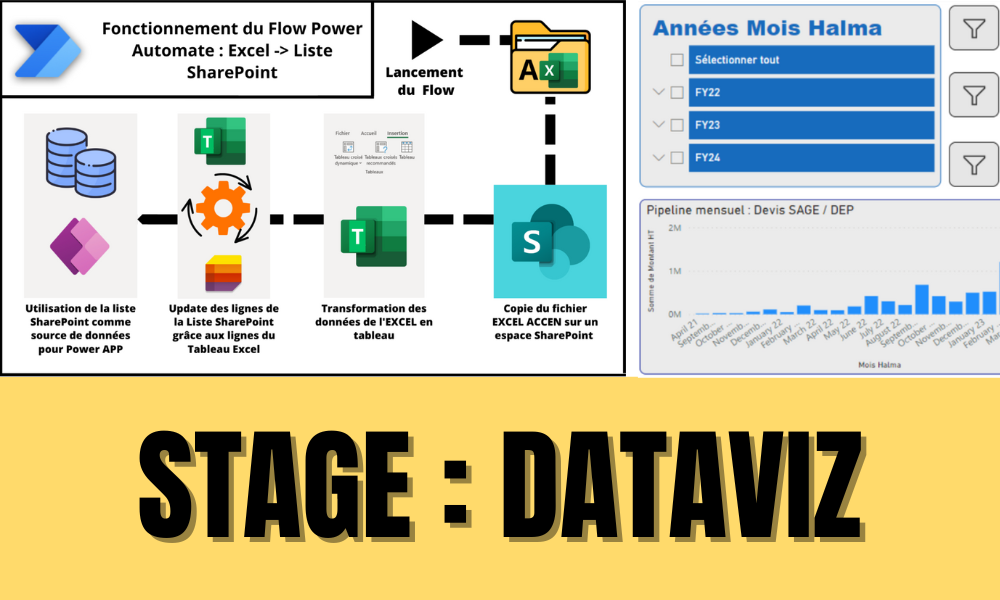 Fonctionnement du Flow Power
Automate : Excel -> Liste
SharePoint
Lancement
du Flow
A
X
T
Fichier Accueil Insertion
Tableau croisé
dynamique
Tableaux croisés
recommandés
Tableau
Tableaux
T
S
Utilisation de la liste
SharePoint comme
source de données
pour Power APP
Update des lignes de
la Liste SharePoint
grâce aux lignes du
Tableau Excel
Transformation des
données de l'EXCEL en
tableau
Copie du fichier
EXCEL ACCEN sur un
espace SharePoint
Années Mois Halma
Sélectionner tout
FY22
FY23
FY24
Pipeline mensuel : Devis SAGE / DEP
Somme de Montant HT
2M
1M
0M
April 21
Septemb...
October ...
Novemb...
Decemb...
January 22
February ...
March 22
April 22
May 22
June 22
July 22
August 22
Septemb...
October ...
Novemb...
Decemb...
January 23
February ...
Mar
Mois Halma
STAGE : DATAVIZ